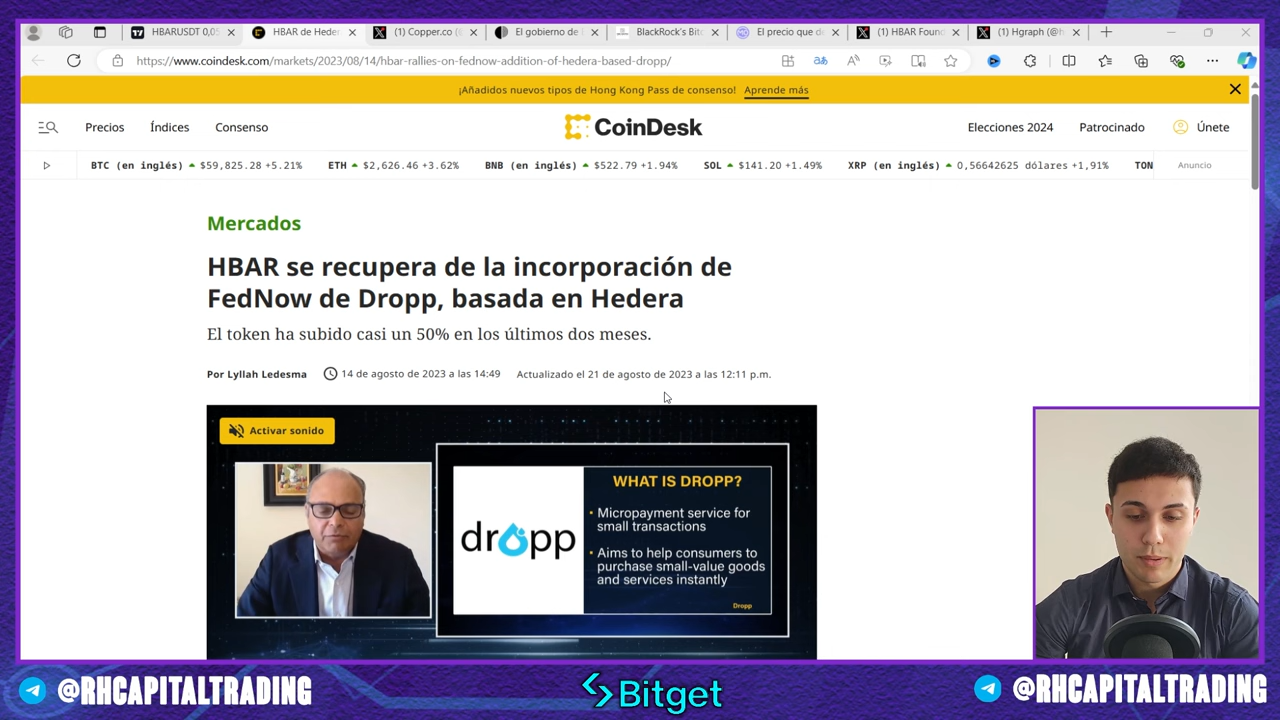 HBARUSDT 0,05
HBAR de Heder
(1) Copper.co (
El gobierno de
BlackRock's Bit
El precio que d
(1) HBAR Foun
(1) Hgraph (@h
https://www.coindesk.com/markets/2023/08/14/hbar-rallies-on-fednow-addition-of-hedera-based-dropp/
¡Añadidos nuevos tipos de Hong Kong Pass de consenso! Aprende más
Precios Índices Consenso
CoinDesk
Elecciones 2024 Patrocinado Únete
BTC (en inglés) $59,825.28 +5.21% ETH $2,626.46 +3.62% BNB (en inglés) $522.79 +1.94% SOL $141.20 +1.49% XRP (en inglés) 0,56642625 dólares +1,91% TON Anuncio
Mercados
HBAR se recupera de la incorporación de
FedNow de Dropp, basada en Hedera
El token ha subido casi un 50% en los últimos dos meses.
Por Lyllah Ledesma 14 de agosto de 2023 a las 14:49 Actualizado el 21 de agosto de 2023 a las 12:11 p.m.
Activar sonido
dropp
WHAT IS DROPP?
• Micropayment service for
small transactions
• Aims to help consumers to
purchase small-value goods
and services instantly
Dropp
@RHCAPITALTRADING
Bitget
@RHCAPITALTRADING